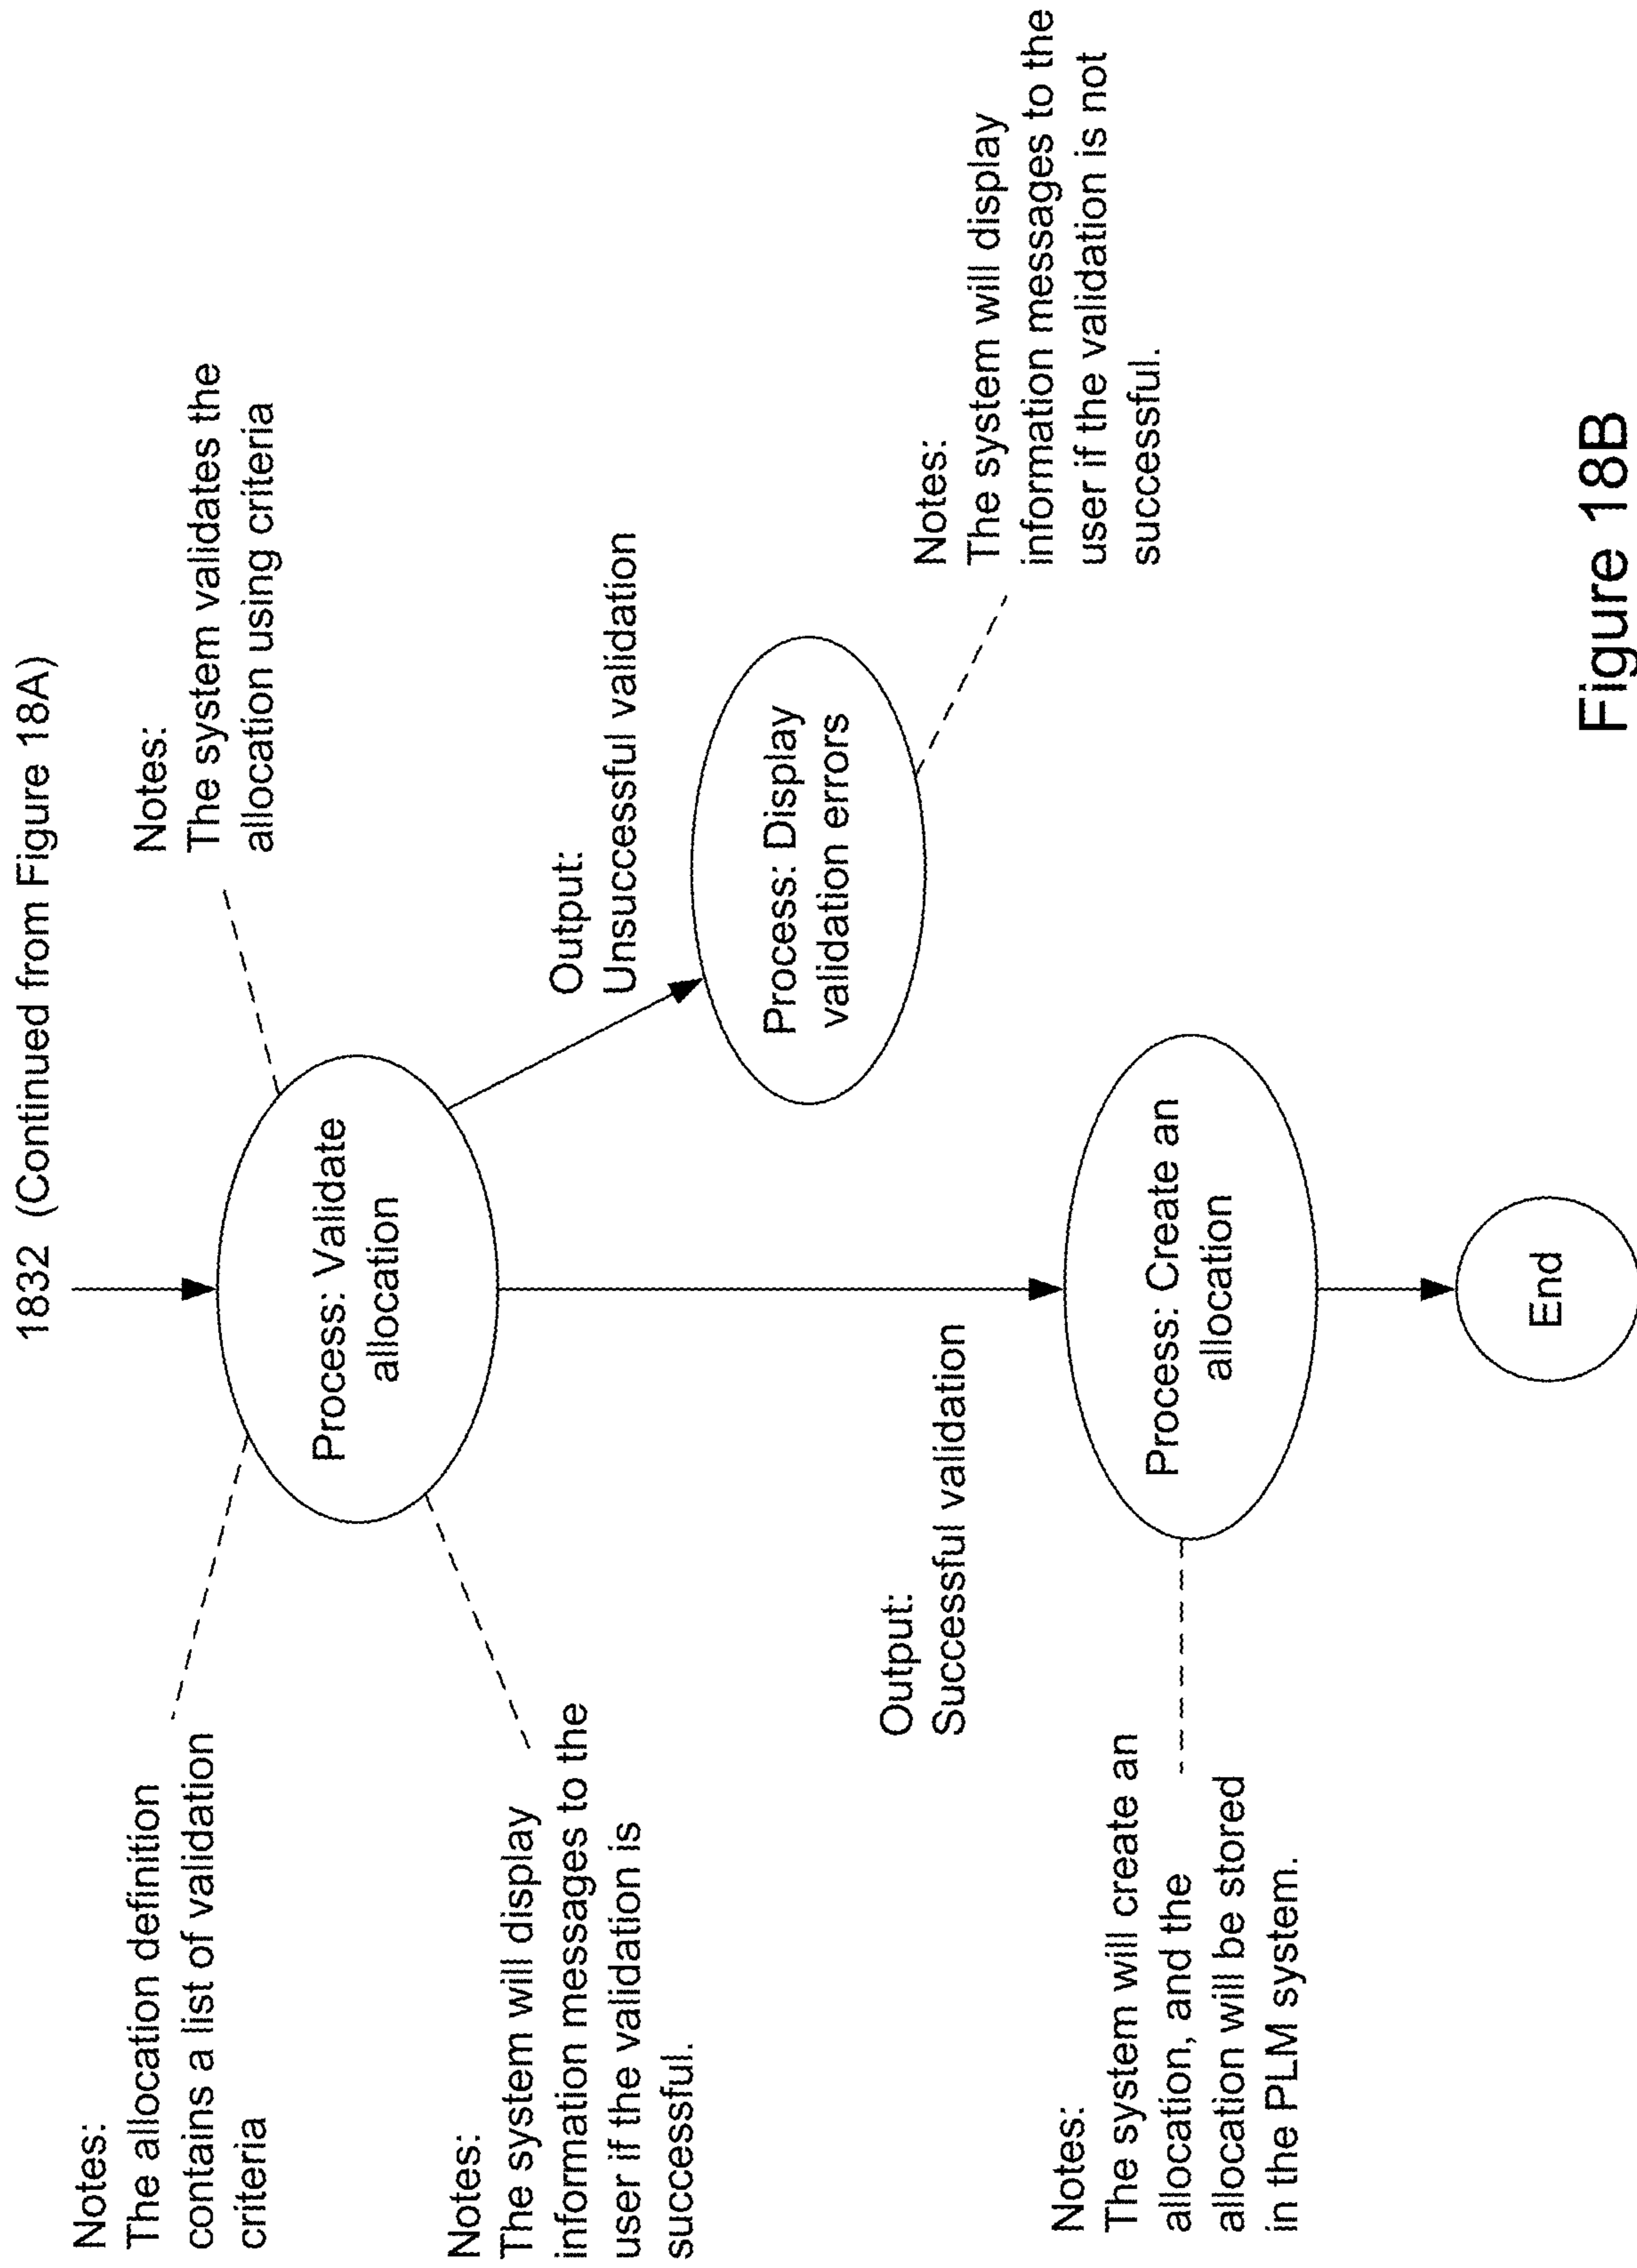 1832 (Continued from Figure 18A)
Notes:
The allocation definition
contains a list of validation
criteria
Process: Validate
allocation
Notes:
The system validates the
allocation using criteria
Notes:
The system will display
information messages to the
user if the validation is
successful.
Output:
Unsuccessful validation
Process: Display
validation errors
Notes:
The system will display
information messages to the
user if the validation is not
successful.
Output:
Successful validation
Notes:
The system will create an
allocation, and the
allocation will be stored
in the PLM system.
Process: Create an
allocation
End
Figure 18B